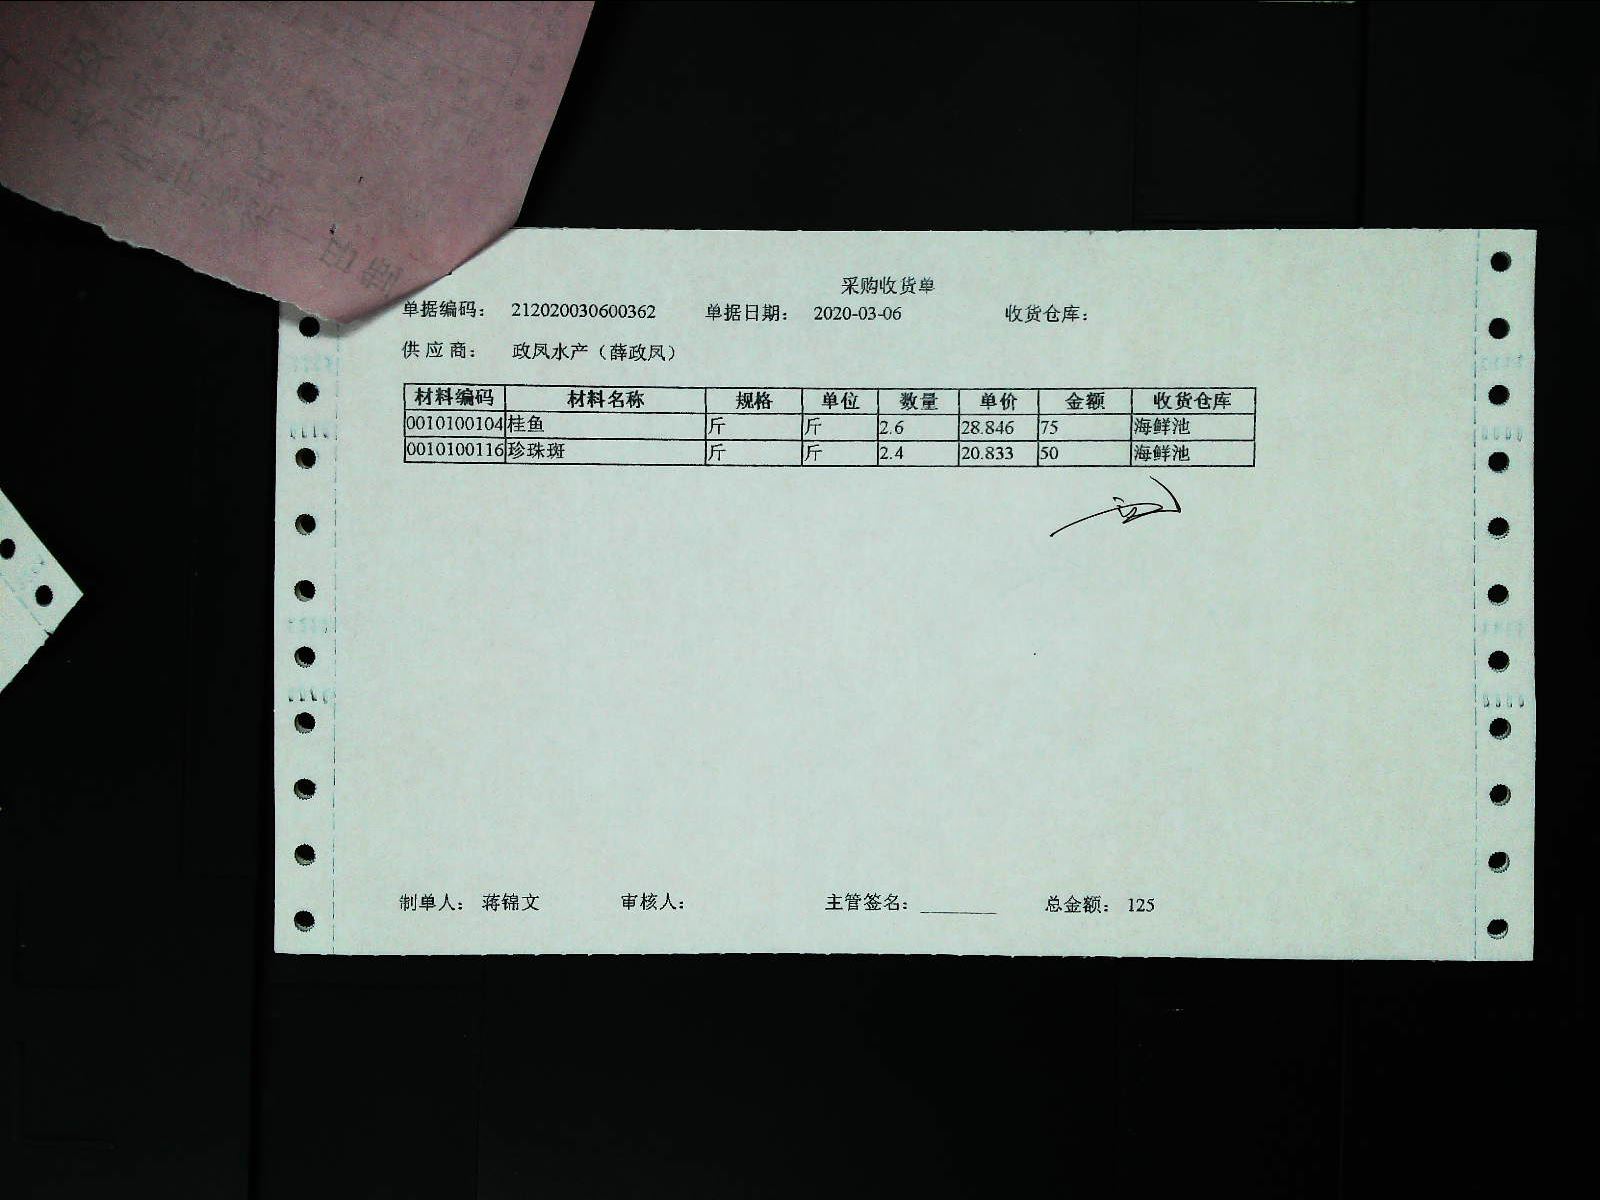 采购收货单
单据编码： 212020030600362 单据日期： 2020-03-06 收货仓库：
供应商： 政凤水产（薛政凤）
材料编码 材料名称 规格 单位 数量 单价 金额 收货仓库
0010100104 桂鱼 斤 斤 2.6 28.846 75 海鲜池
0010100116 珍珠斑 斤 斤 2.4 20.833 50 海鲜池
制单人： 蒋锦文 审核人： 主管签名：________ 总金额： 125